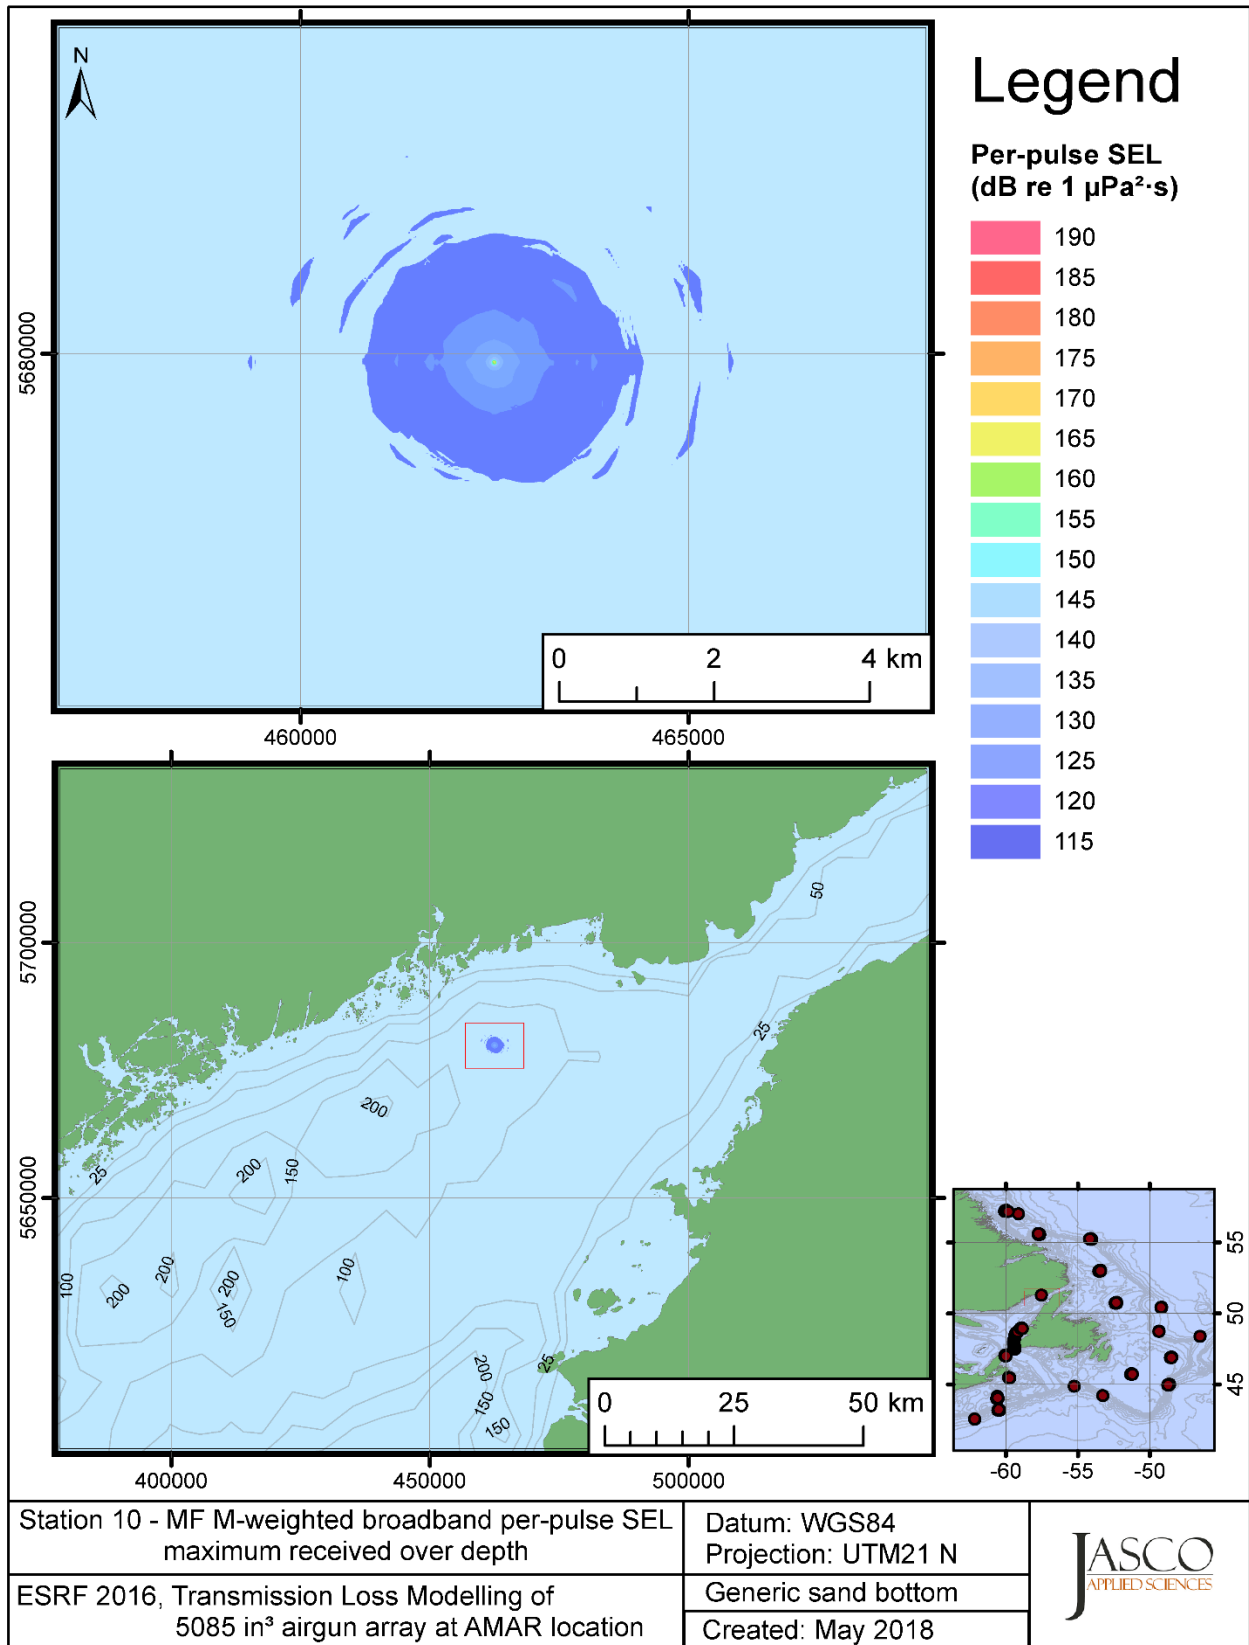 N
5680000
0 2 4 km
460000 465000
Legend
Per-pulse SEL
(dB re 1 µPa²·s)
190
185
180
175
170
165
160
155
150
145
140
135
130
125
120
115
50
5700000
25
200
200
150
25
5650000
100
200
200
200
150
100
200
150
150
25
0 25 50 km
400000 450000 500000
55
50
45
-60 -55 -50
Station 10 - MF M-weighted broadband per-pulse SEL
maximum received over depth
ESRF 2016, Transmission Loss Modelling of
5085 in³ airgun array at AMAR location
Datum: WGS84
Projection: UTM21 N
Generic sand bottom
Created: May 2018
JASCO
APPLIED SCIENCES